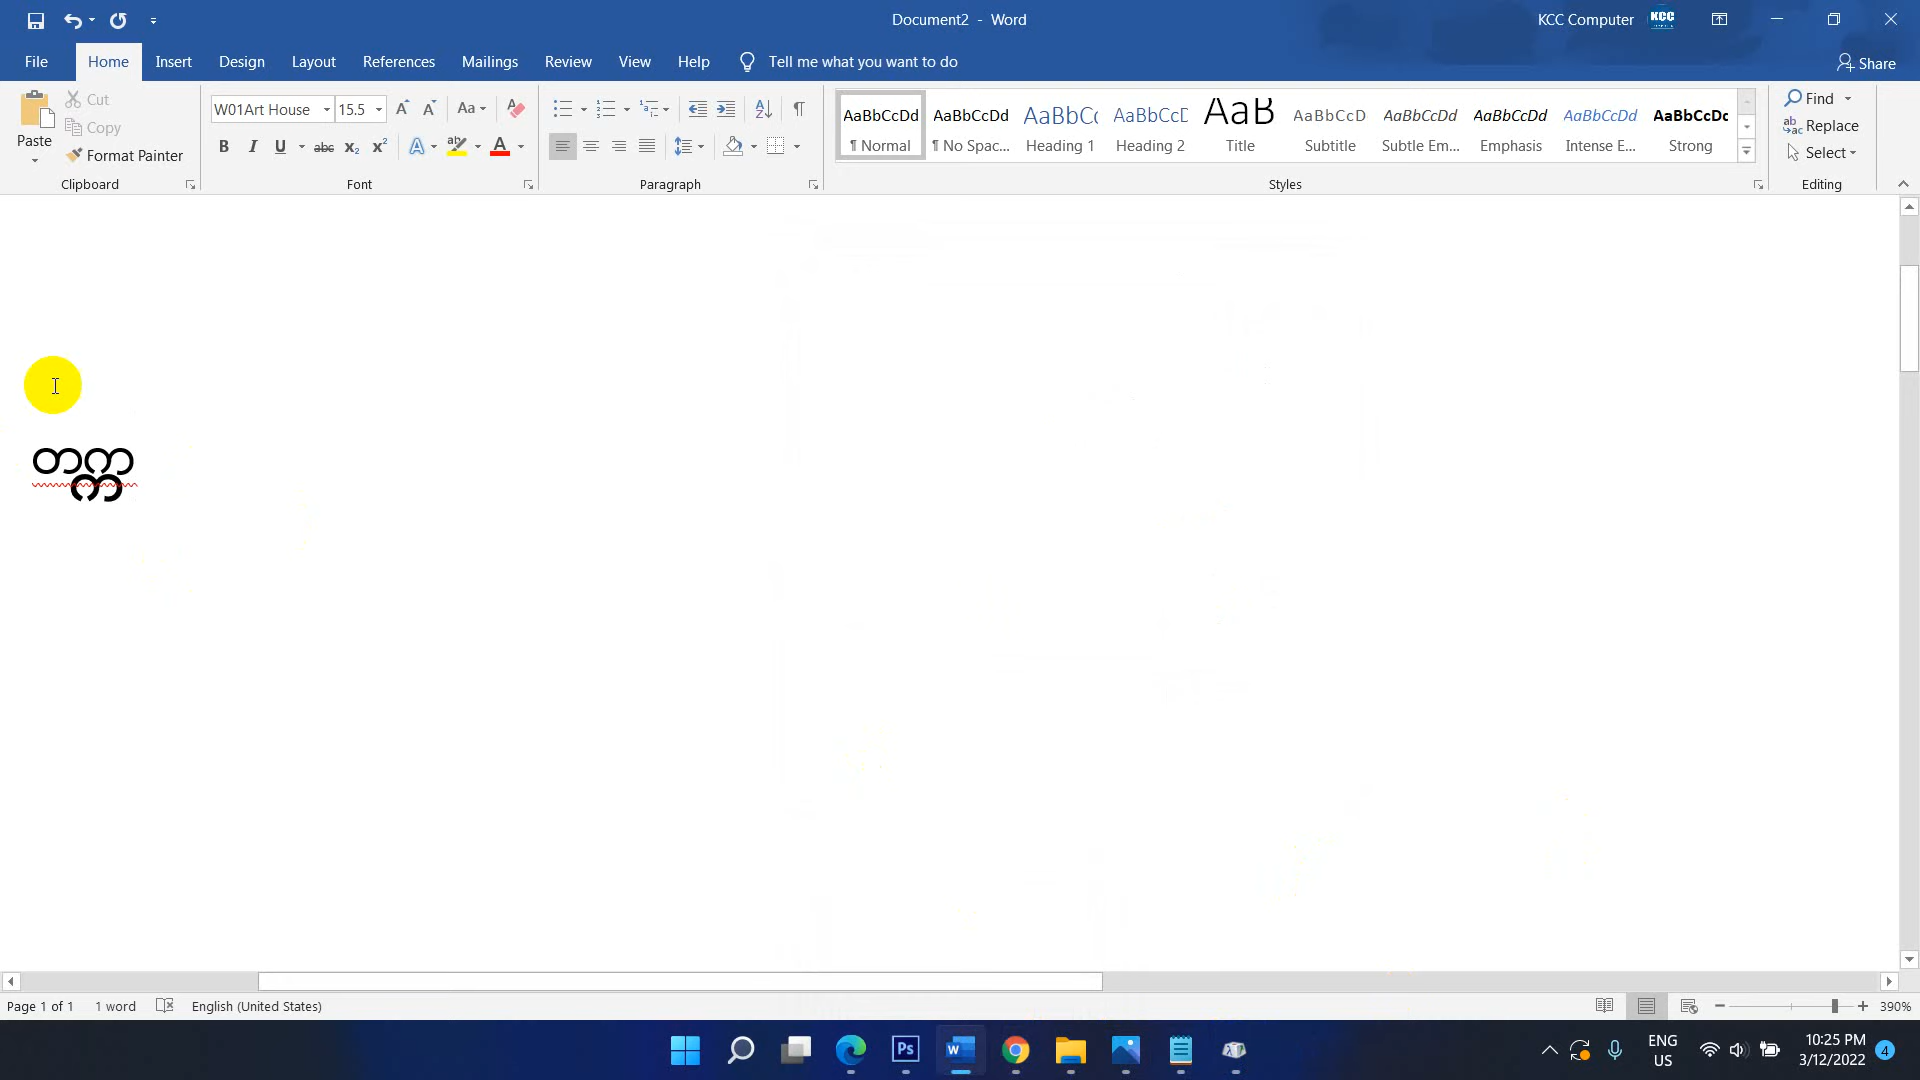 Document2 - Word
KCC Computer
KCC
File Home Insert Design Layout References Mailings Review View Help Tell me what you want to do
Share
Paste
Cut
Copy
Format Painter
Clipboard
W01Art House 15.5
Font
Paragraph
AaBbCcDd AaBbCcDd AaBbCc AaBbCcD AaB AaBbCcD AaBbCcDd AaBbCcDd AaBbCcDd AaBbCcDc
¶ Normal ¶ No Spac... Heading 1 Heading 2 Title Subtitle Subtle Em... Emphasis Intense E... Strong
Styles
Find
Replace
Select
Editing
Page 1 of 1 1 word English (United States)
390%
Ps
ENG
US
10:25 PM
3/12/2022
4